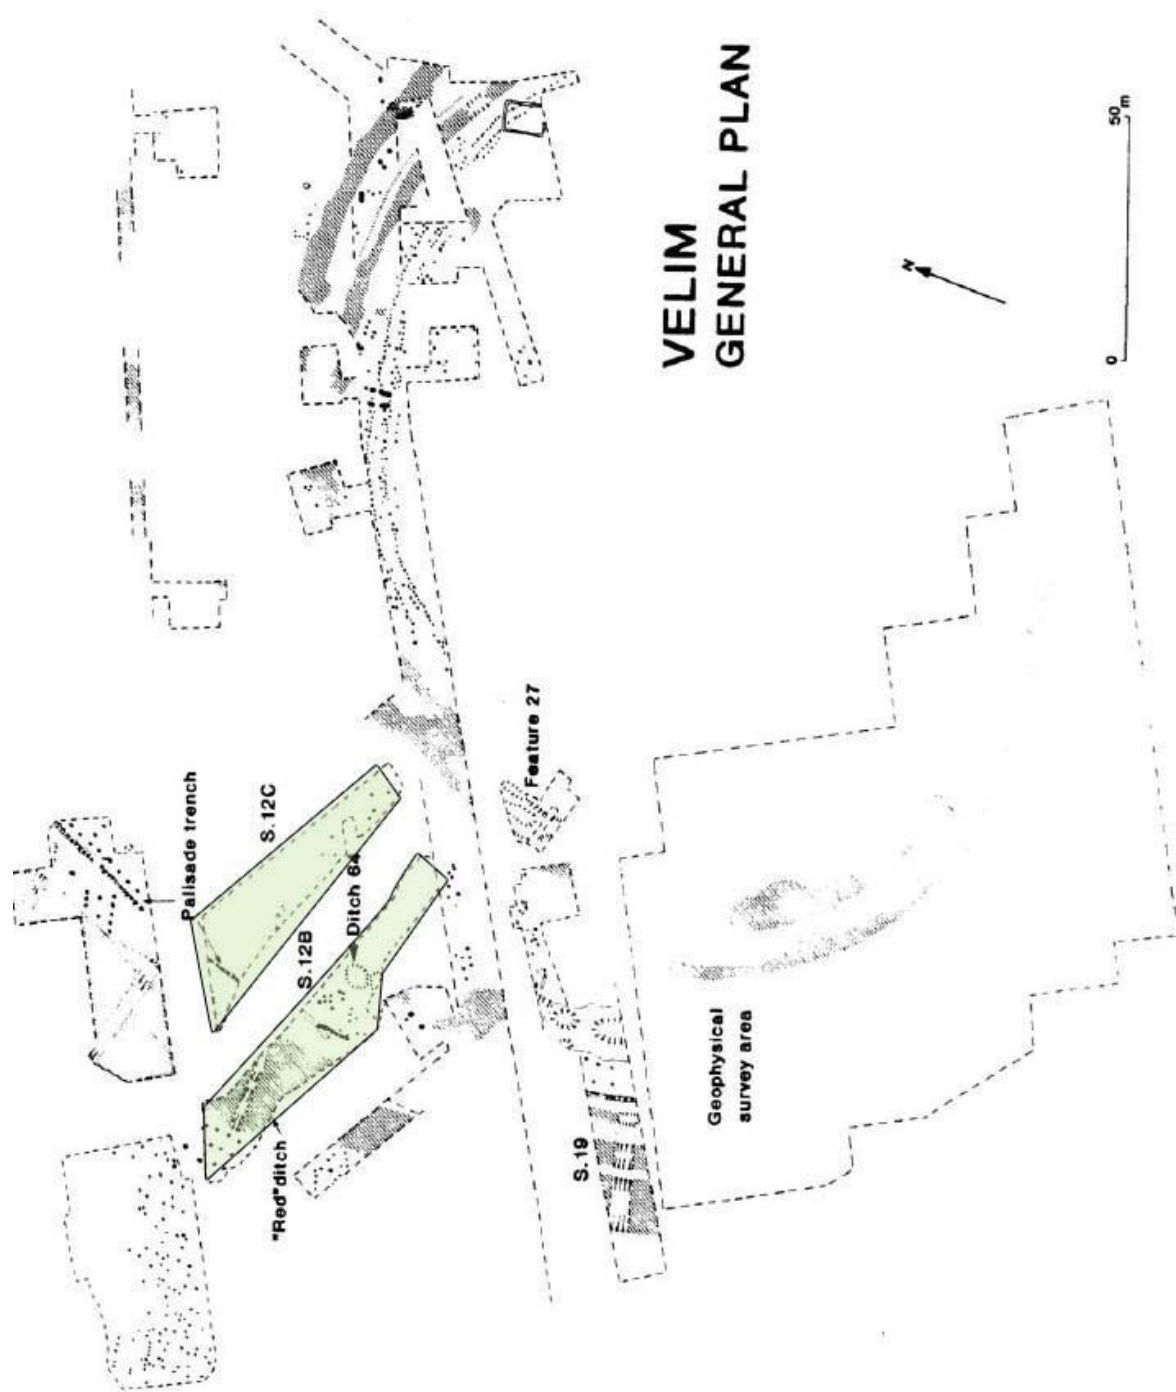 VELIM
GENERAL PLAN
N
0
50m
Palisade trench
S.12C
S.12B
Ditch 64
"Red"ditch
Feature 27
S.19
Geophysical
survey area